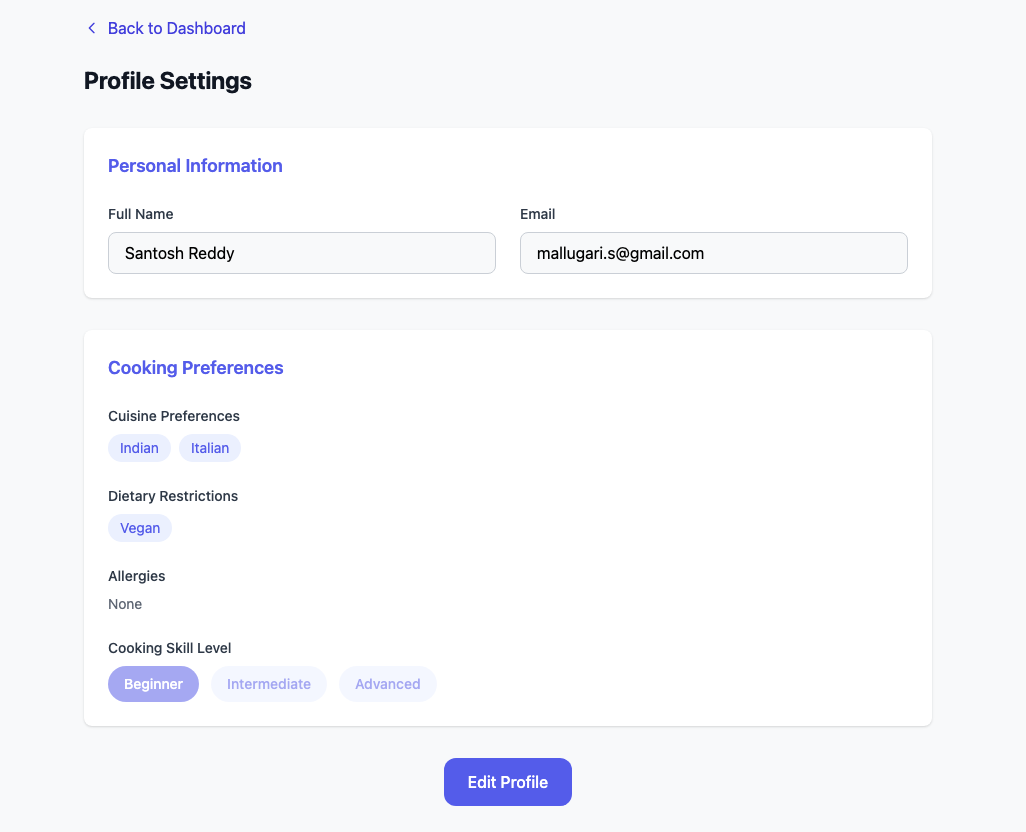 Back to Dashboard
Profile Settings
Personal Information
Full Name
Santosh Reddy
Email
mallugari.s@gmail.com
Cooking Preferences
Cuisine Preferences
Indian Italian
Dietary Restrictions
Vegan
Allergies
None
Cooking Skill Level
Beginner Intermediate Advanced
Edit Profile